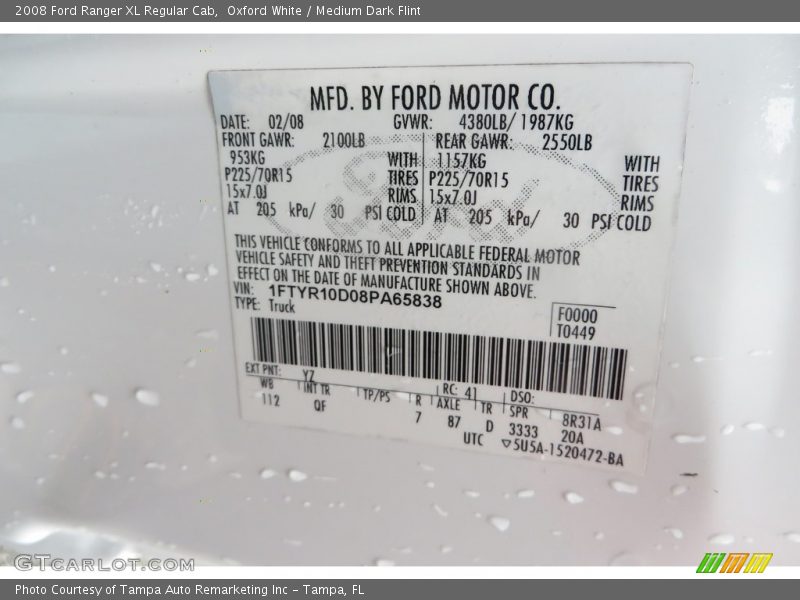 2008 Ford Ranger XL Regular Cab, Oxford White / Medium Dark Flint
MFD. BY FORD MOTOR CO.
DATE: 02/08 GVWR: 4380LB/ 1987KG
FRONT GAWR: 2100LB REAR GAWR: 2550LB
953KG WITH 1157KG WITH
P225/70R15 TIRES P225/70R15 TIRES
15x7.0J RIMS 15x7.0J RIMS
AT 205 kPa/ 30 PSI COLD AT 205 kPa/ 30 PSI COLD
THIS VEHICLE CONFORMS TO ALL APPLICABLE FEDERAL MOTOR
VEHICLE SAFETY AND THEFT PREVENTION STANDARDS IN
EFFECT ON THE DATE OF MANUFACTURE SHOWN ABOVE.
VIN: 1FTYR10D08PA65838
TYPE: Truck
F0000
T0449
EXT PNT: YZ RC: 41 DSO:
WB INT TR TP/PS R AXLE TR SPR 8R31A
112 QF 7 87 D 3333 20A
UTC ▽5U5A-1520472-BA
GTCARLOT.COM
Photo Courtesy of Tampa Auto Remarketing Inc – Tampa, FL